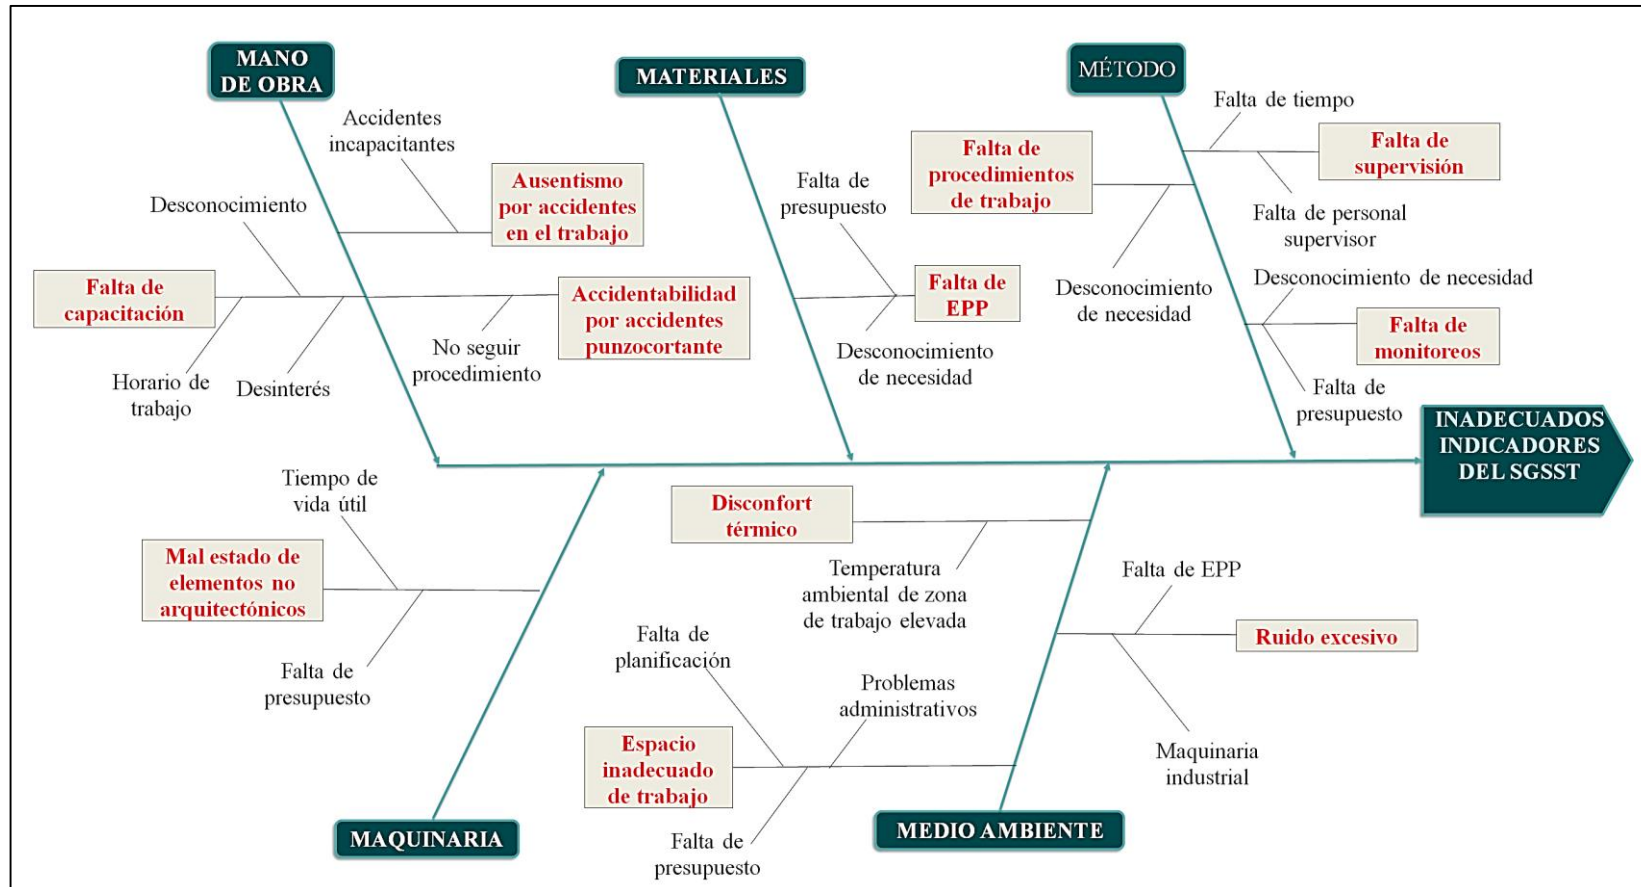 MANO
DE OBRA
MATERIALES
MÉTODO
Accidentes
incapacitantes
Ausentismo
por accidentes
en el trabajo
Desconocimiento
Falta de
capacitación
Horario de
trabajo
Desinterés
No seguir
procedimiento
Accidentabilidad
por accidentes
punzocortante
Falta de
presupuesto
Falta de
EPP
Desconocimiento
de necesidad
Falta de
procedimientos
de trabajo
Desconocimiento
de necesidad
Falta de tiempo
Falta de
supervisión
Falta de personal
supervisor
Desconocimiento de necesidad
Falta de
monitoreos
Falta de
presupuesto
INADECUADOS
INDICADORES
DEL SGSST
Tiempo de
vida útil
Mal estado de
elementos no
arquitectónicos
Falta de
presupuesto
Disconfort
térmico
Temperatura
ambiental de zona
de trabajo elevada
Falta de
planificación
Problemas
administrativos
Espacio
inadecuado
de trabajo
Falta de
presupuesto
Falta de EPP
Ruido excesivo
Maquinaria
industrial
MAQUINARIA
MEDIO AMBIENTE